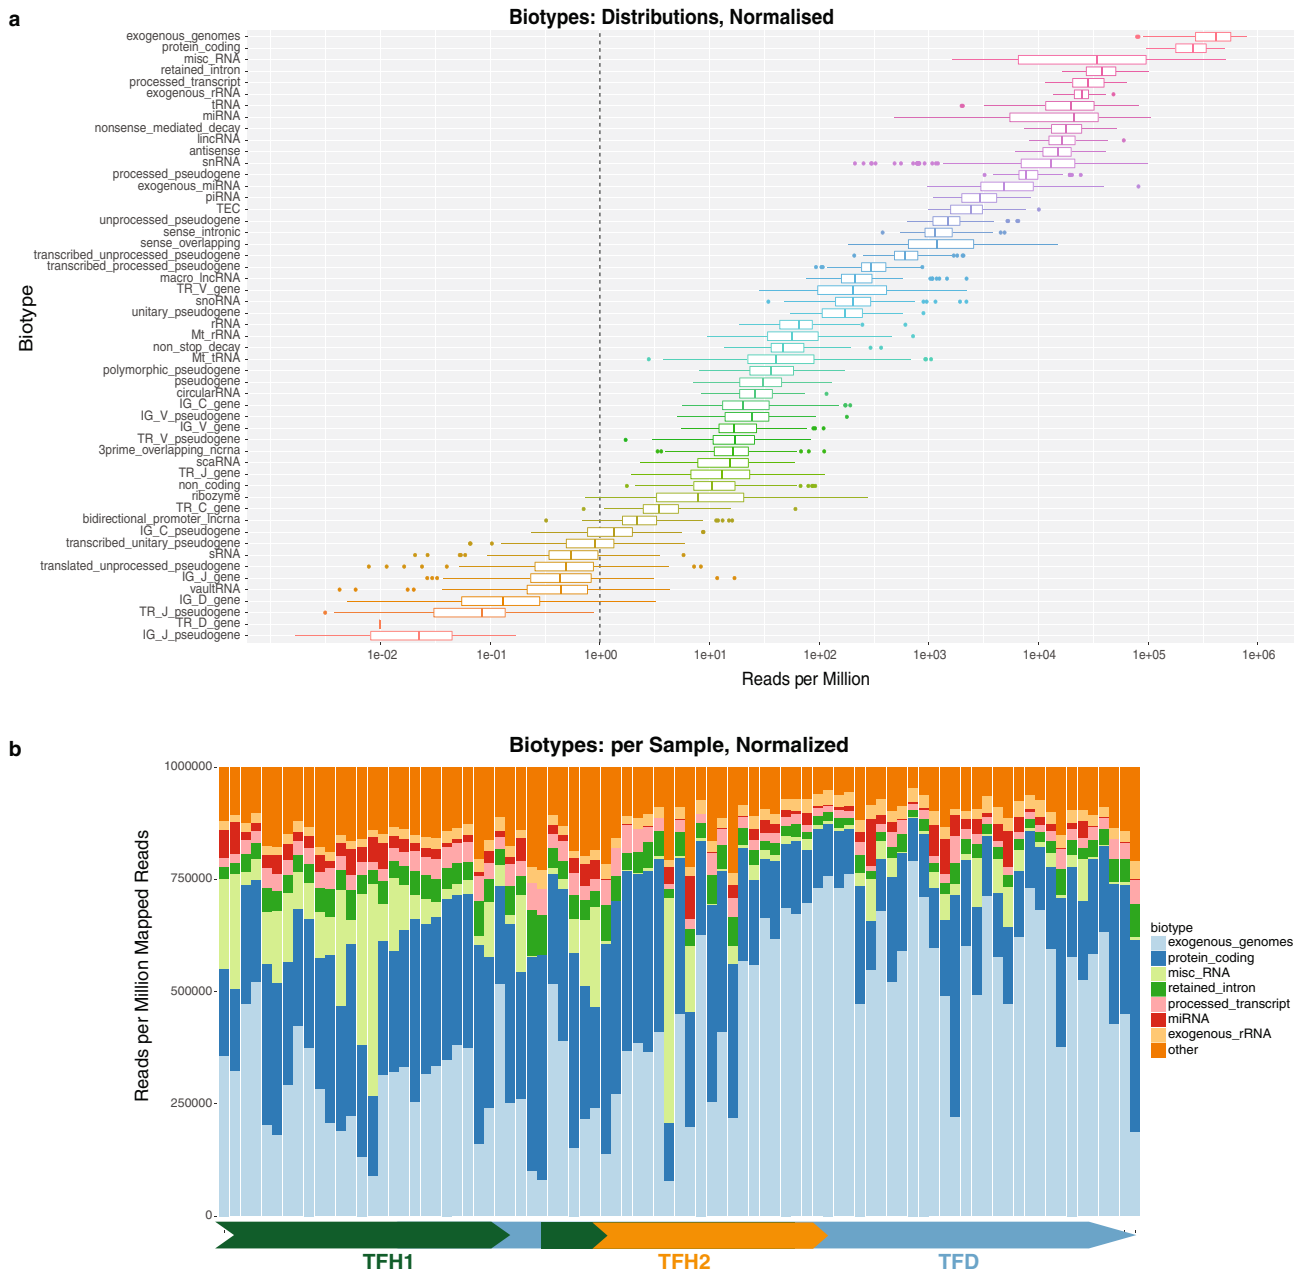 a
Biotypes: Distributions, Normalised
Biotype
exogenous_genomes
protein_coding
misc_RNA
retained_intron
processed_transcript
exogenous_rRNA
tRNA
miRNA
nonsense_mediated_decay
lincRNA
antisense
snRNA
processed_pseudogene
exogenous_miRNA
piRNA
TEC
unprocessed_pseudogene
sense_intronic
sense_overlapping
transcribed_unprocessed_pseudogene
transcribed_processed_pseudogene
macro_lncRNA
TR_V_gene
snoRNA
unitary_pseudogene
rRNA
Mt_rRNA
non_stop_decay
Mt_tRNA
polymorphic_pseudogene
pseudogene
circularRNA
IG_C_gene
IG_V_pseudogene
IG_V_gene
TR_V_pseudogene
3prime_overlapping_ncrna
scaRNA
TR_J_gene
non_coding
ribozyme
TR_C_gene
bidirectional_promoter_lncrna
IG_C_pseudogene
transcribed_unitary_pseudogene
sRNA
translated_unprocessed_pseudogene
IG_J_gene
vaultRNA
IG_D_gene
TR_J_pseudogene
TR_D_gene
IG_J_pseudogene
1e-02 1e-01 1e+00 1e+01 1e+02 1e+03 1e+04 1e+05 1e+06
Reads per Million
b
Biotypes: per Sample, Normalized
Reads per Million Mapped Reads
1000000
750000
500000
250000
0
biotype
exogenous_genomes
protein_coding
misc_RNA
retained_intron
processed_transcript
miRNA
exogenous_rRNA
other
TFH1 TFH2 TFD